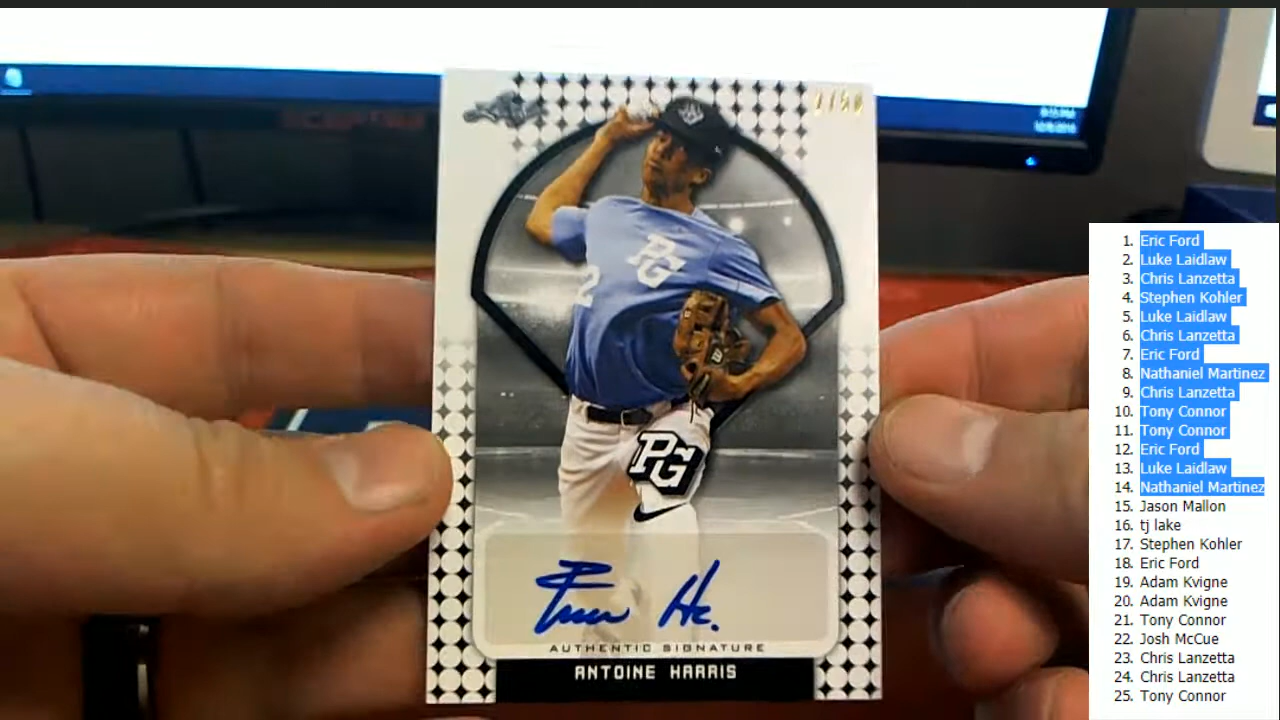 PG
2
PG
AUTHENTIC SIGNATURE
ANTOINE HARRIS
1. Eric Ford
2. Luke Laidlaw
3. Chris Lanzetta
4. Stephen Kohler
5. Luke Laidlaw
6. Chris Lanzetta
7. Eric Ford
8. Nathaniel Martinez
9. Chris Lanzetta
10. Tony Connor
11. Tony Connor
12. Eric Ford
13. Luke Laidlaw
14. Nathaniel Martinez
15. Jason Mallon
16. tj lake
17. Stephen Kohler
18. Eric Ford
19. Adam Kvigne
20. Adam Kvigne
21. Tony Connor
22. Josh McCue
23. Chris Lanzetta
24. Chris Lanzetta
25. Tony Connor